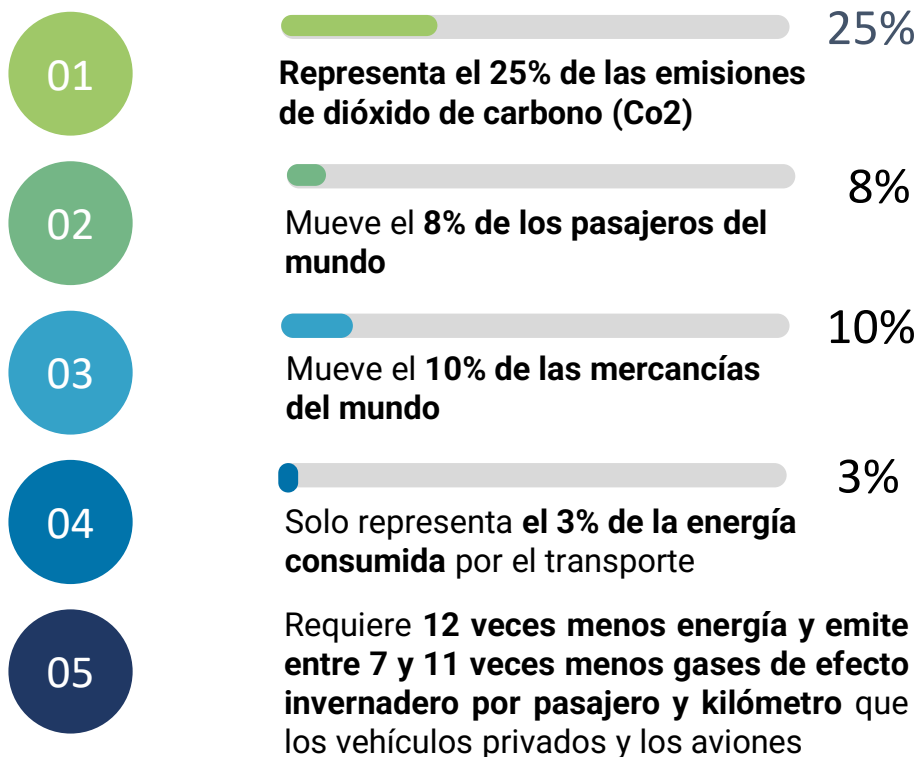 01
25%
Representa el 25% de las emisiones
de dióxido de carbono (Co2)
02
8%
Mueve el 8% de los pasajeros del
mundo
03
10%
Mueve el 10% de las mercancías
del mundo
04
3%
Solo representa el 3% de la energía
consumida por el transporte
05
Requiere 12 veces menos energía y emite
entre 7 y 11 veces menos gases de efecto
invernadero por pasajero y kilómetro que
los vehículos privados y los aviones